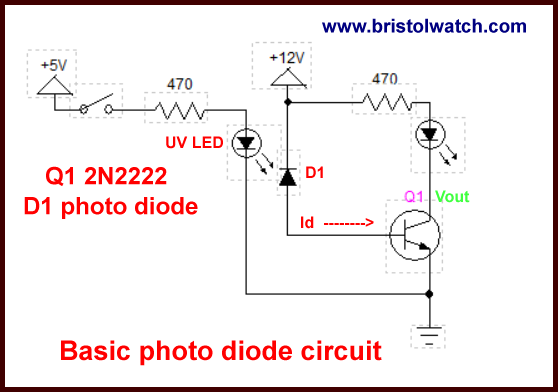 www.bristolwatch.com
+5V
+12V
470
470
UV LED
Q1 2N2222
D1 photo diode
D1
Q1 Vout
Id -------->
Basic photo diode circuit